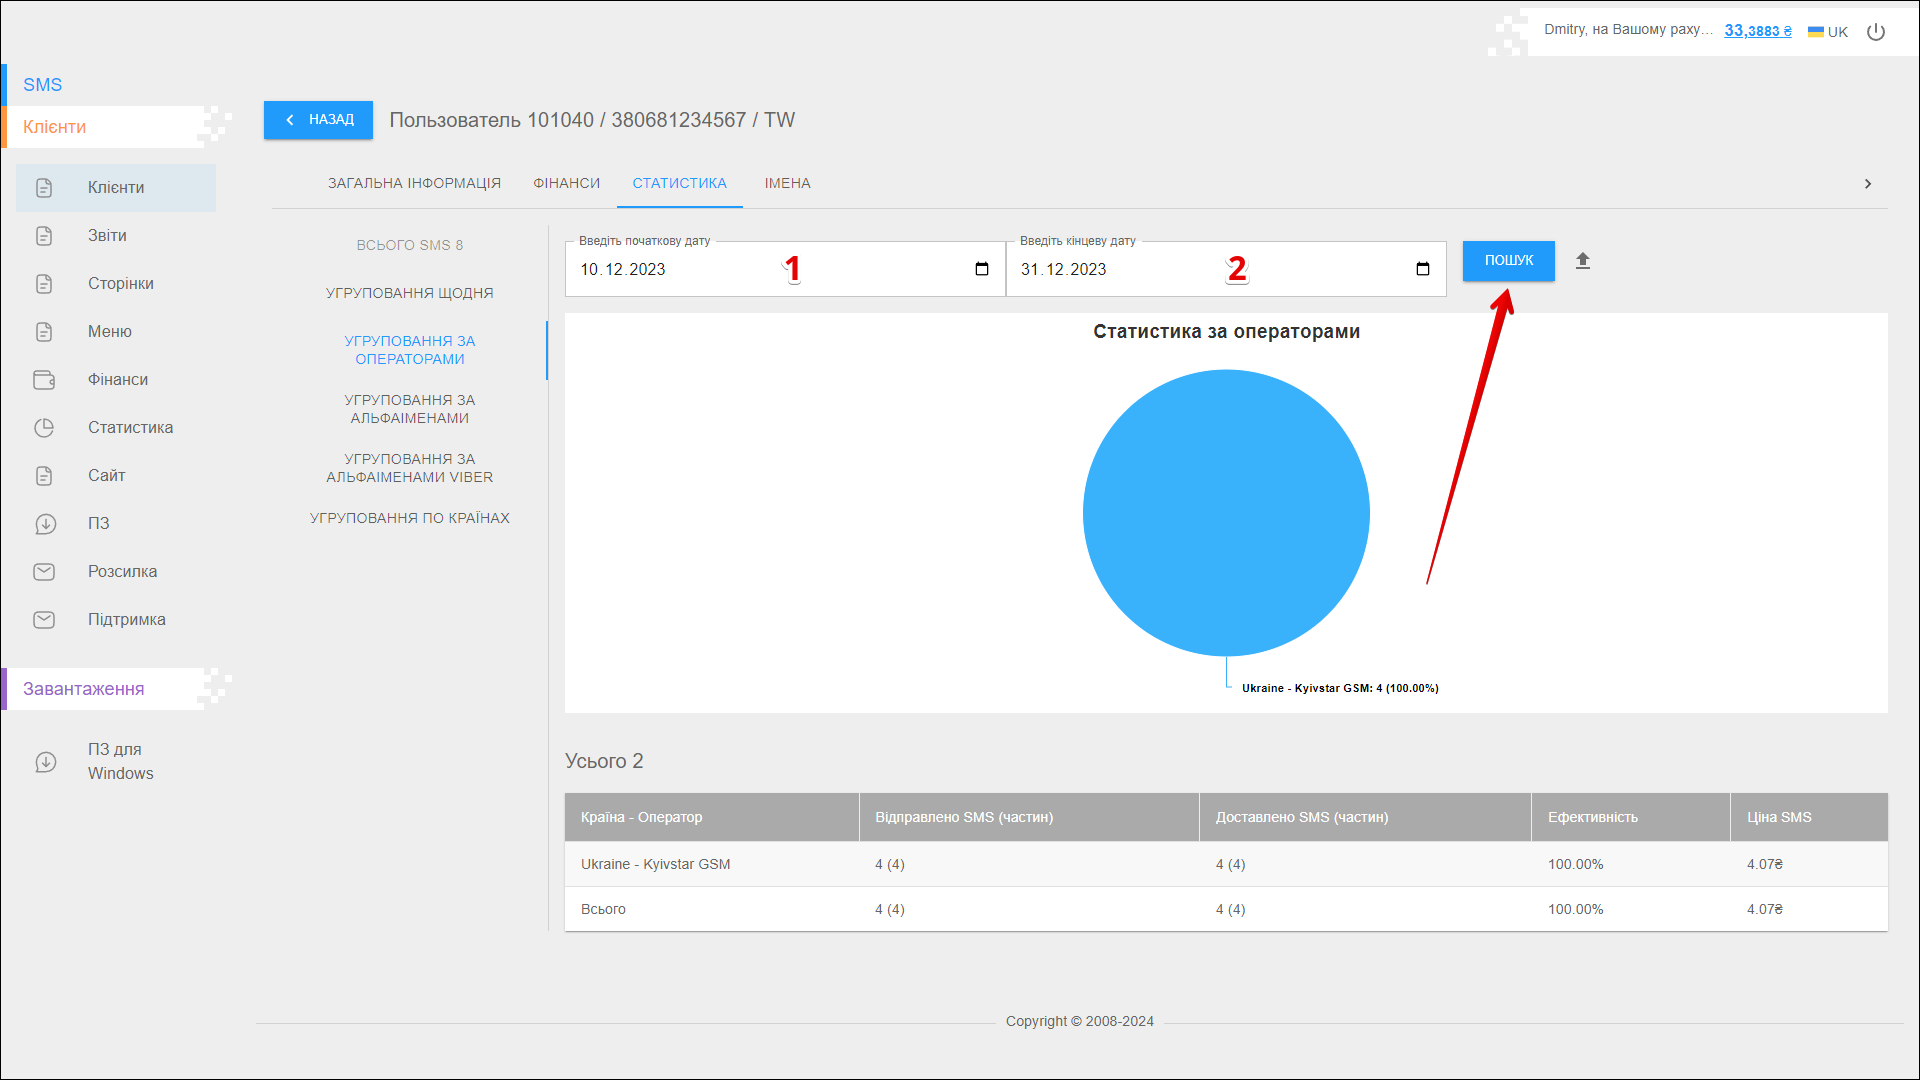 Dmitry, на Вашому раху... 33,3883 ₴ UK
SMS
Клієнти
Клієнти
Звіти
Сторінки
Меню
Фінанси
Статистика
Сайт
ПЗ
Розсилка
Підтримка
Завантаження
ПЗ для
Windows
НАЗАД
Пользователь 101040 / 380681234567 / TW
ЗАГАЛЬНА ІНФОРМАЦІЯ ФІНАНСИ СТАТИСТИКА ІМЕНА
ВСЬОГО SMS 8
УГРУПОВАННЯ ЩОДНЯ
УГРУПОВАННЯ ЗА
ОПЕРАТОРАМИ
УГРУПОВАННЯ ЗА
АЛЬФАІМЕНАМИ
УГРУПОВАННЯ ЗА
АЛЬФАІМЕНАМИ VIBER
УГРУПОВАННЯ ПО КРАЇНАХ
Введіть початкову дату
10.12.2023
1
Введіть кінцеву дату
31.12.2023
2
ПОШУК
Статистика за операторами
Ukraine - Kyivstar GSM: 4 (100.00%)
Усього 2
Країна - Оператор Відправлено SMS (частин) Доставлено SMS (частин) Ефективність Ціна SMS
Ukraine - Kyivstar GSM 4 (4) 4 (4) 100.00% 4.07₴
Всього 4 (4) 4 (4) 100.00% 4.07₴
Copyright © 2008-2024